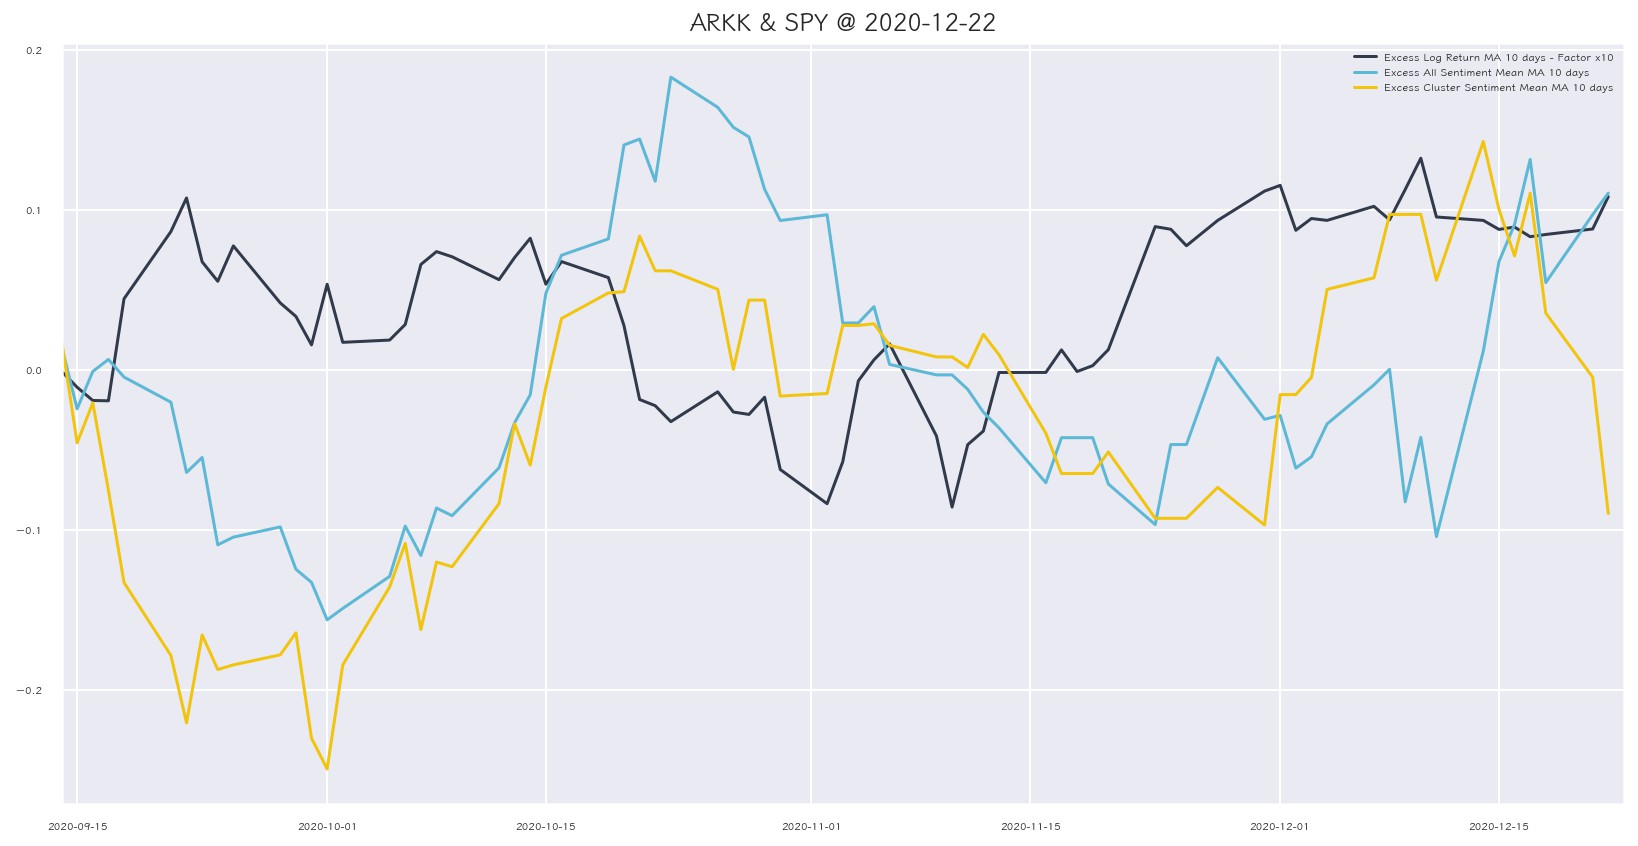 ARKK & SPY @ 2020-12-22
Excess Log Return MA 10 days - Factor x10
Excess All Sentiment Mean MA 10 days
Excess Cluster Sentiment Mean MA 10 days
0.2
0.1
0.0
−0.1
−0.2
2020-09-15 2020-10-01 2020-10-15 2020-11-01 2020-11-15 2020-12-01 2020-12-15